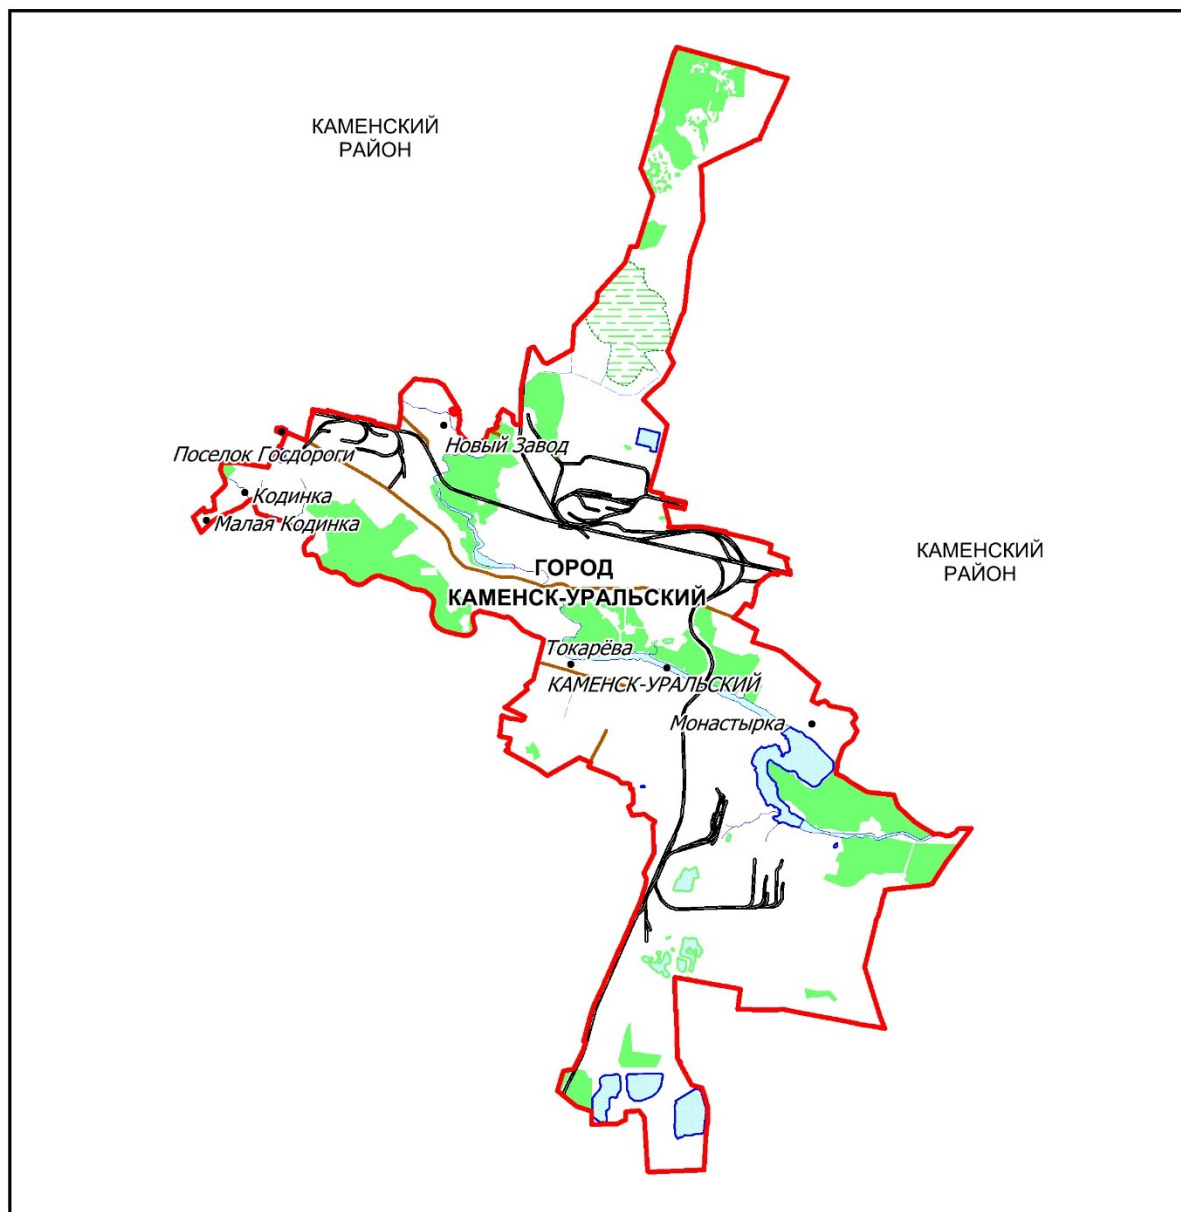 КАМЕНСКИЙ
РАЙОН
Новый Завод
Поселок Госдороги
Кодинка
Малая Кодинка
КАМЕНСКИЙ
РАЙОН
ГОРОД
КАМЕНСК-УРАЛЬСКИЙ
Токарёва
КАМЕНСК-УРАЛЬСКИЙ
Монастырка